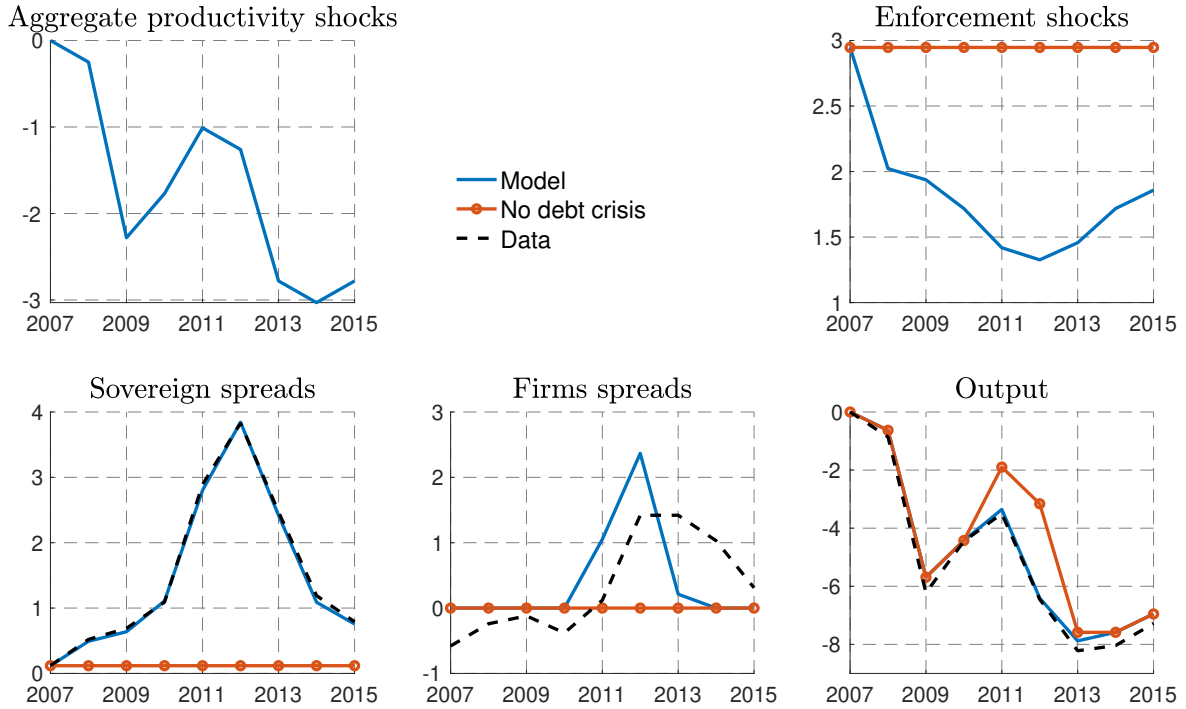 Aggregate productivity shocks
0
-1
-2
-3
2007 2009 2011 2013 2015
Model
No debt crisis
Data
Enforcement shocks
3
2.5
2
1.5
1
2007 2009 2011 2013 2015
Sovereign spreads
4
3
2
1
0
2007 2009 2011 2013 2015
Firms spreads
3
2
1
0
-1
2007 2009 2011 2013 2015
Output
0
-2
-4
-6
-8
2007 2009 2011 2013 2015